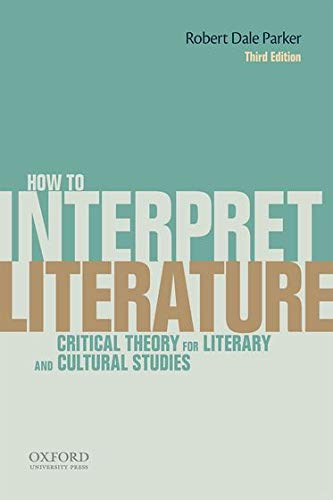 Robert Dale Parker
Third Edition
HOW TO
INTERPRET
LITERATURE
CRITICAL THEORY FOR LITERARY
AND CULTURAL STUDIES
OXFORD
UNIVERSITY PRESS